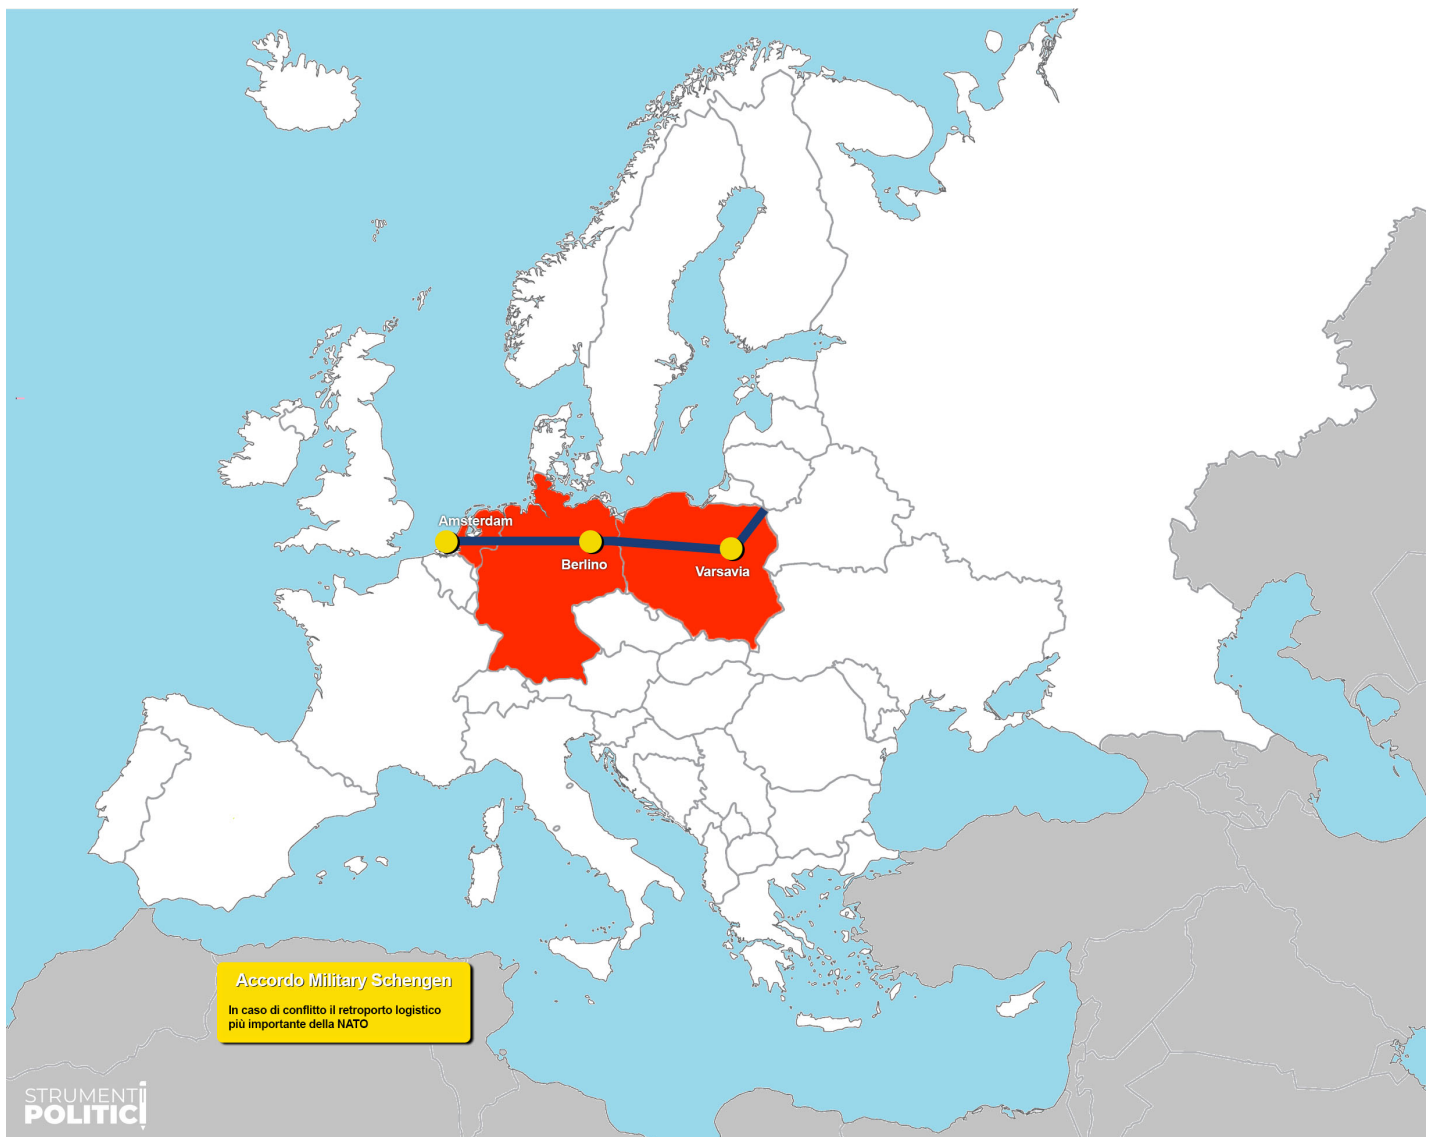 Amsterdam
Berlino
Varsavia
Accordo Military Schengen
In caso di conflitto il retroporto logistico
più importante della NATO
STRUMENTI
POLITICI